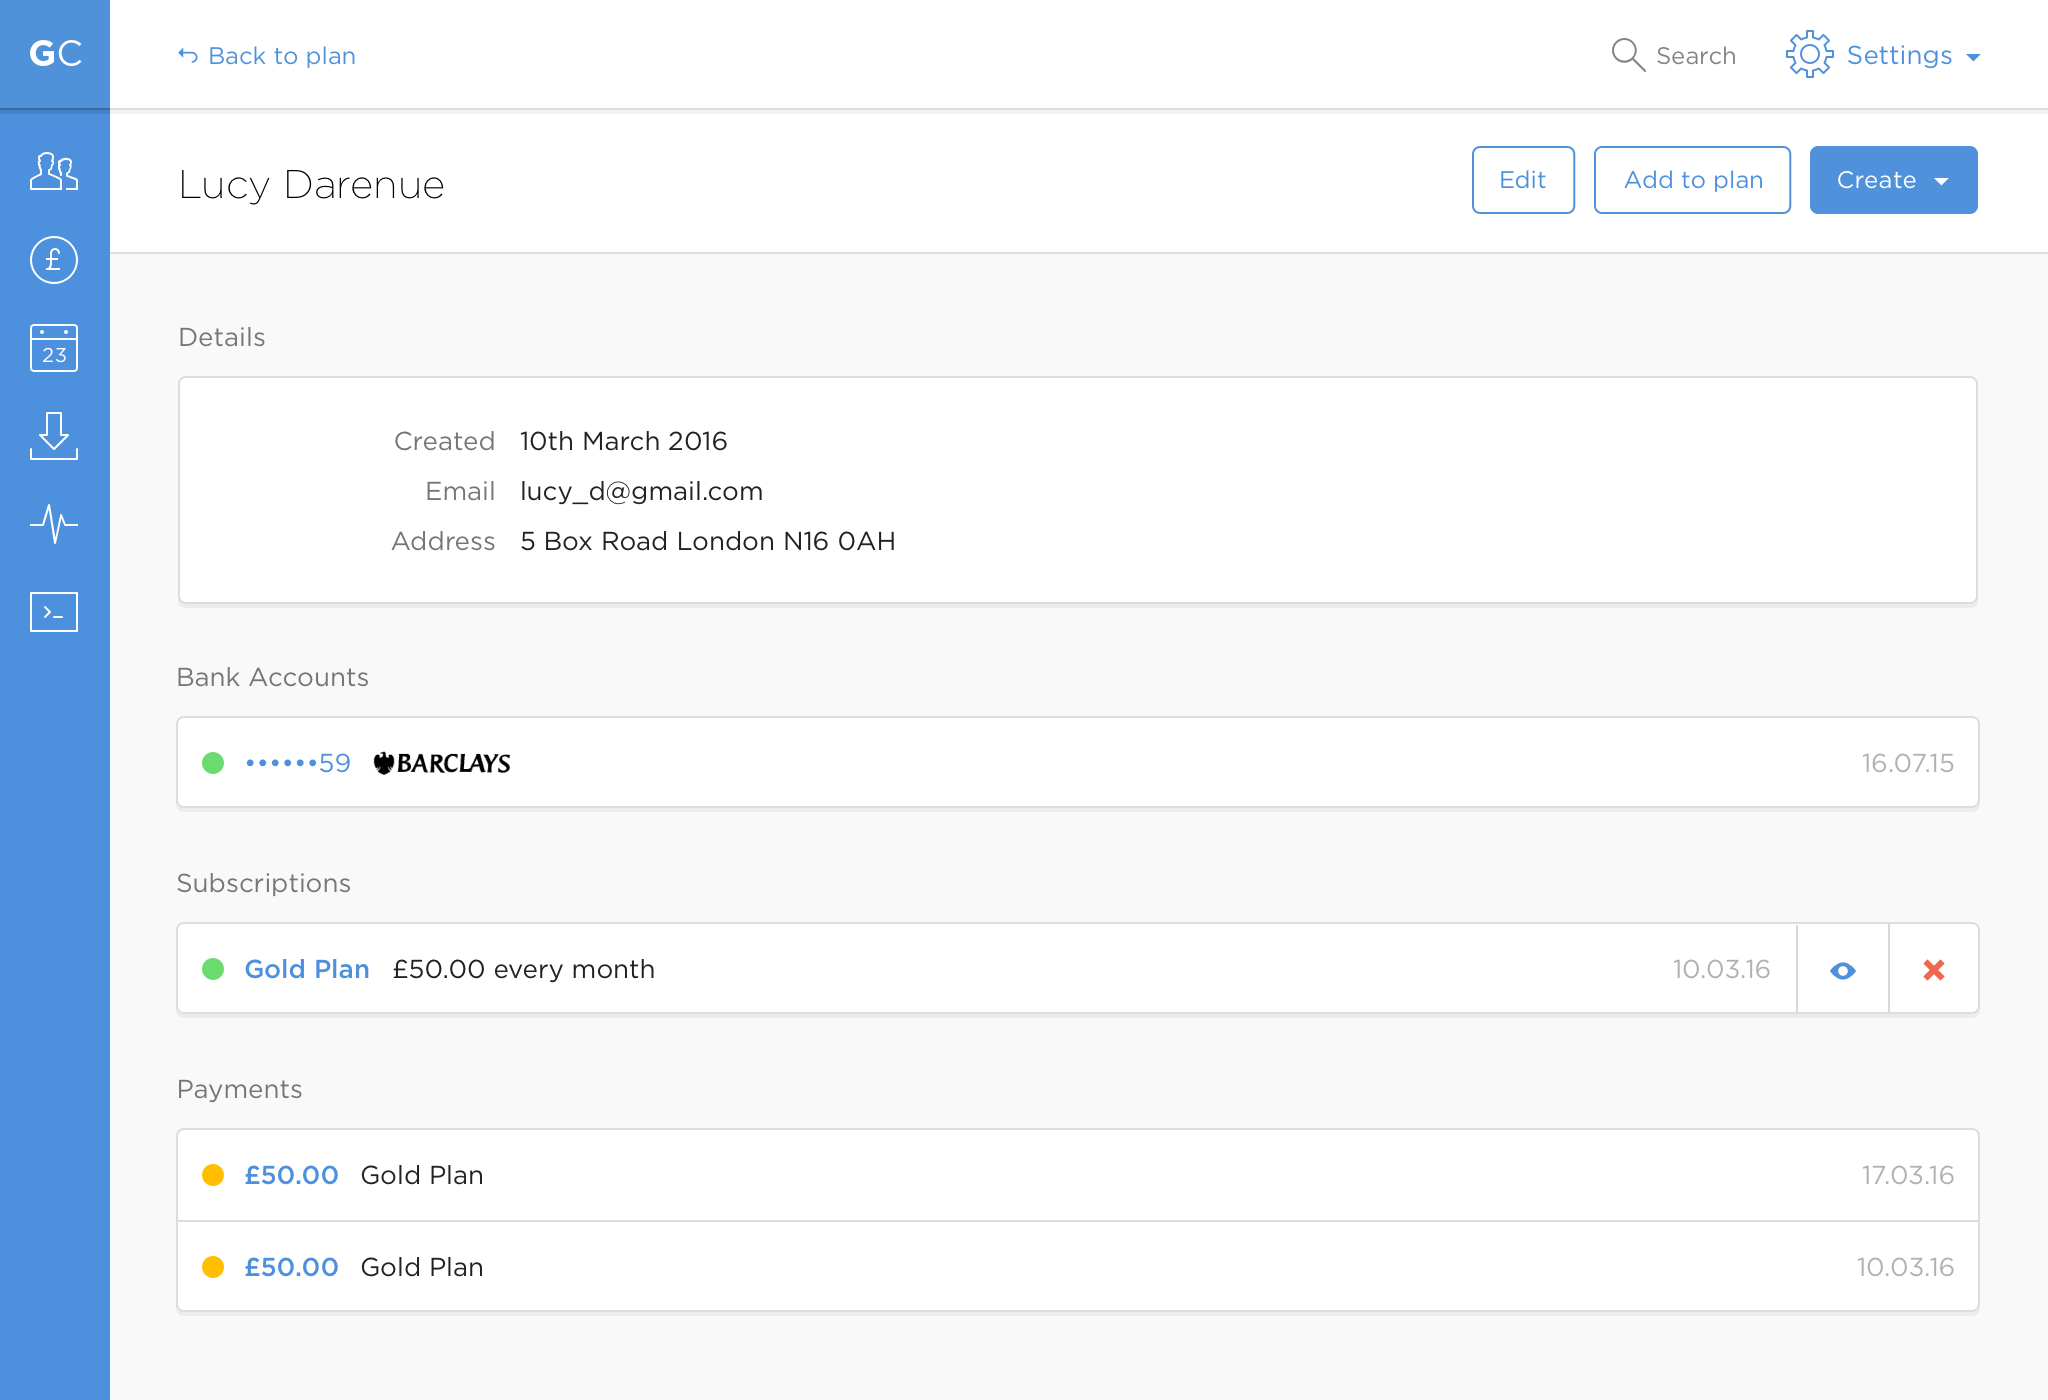 GC
Back to plan
Search
Settings
Lucy Darenue
Edit
Add to plan
Create
£
23
>_
Details
Created 10th March 2016
Email lucy_d@gmail.com
Address 5 Box Road London N16 0AH
Bank Accounts
••••••59 BARCLAYS 16.07.15
Subscriptions
Gold Plan £50.00 every month 10.03.16
Payments
£50.00 Gold Plan 17.03.16
£50.00 Gold Plan 10.03.16